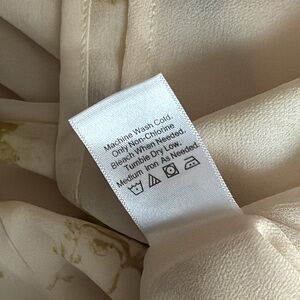 Machine Wash Cold.
Only Non-Chlorine
Bleach When Needed.
Tumble Dry Low.
Medium Iron As Needed.